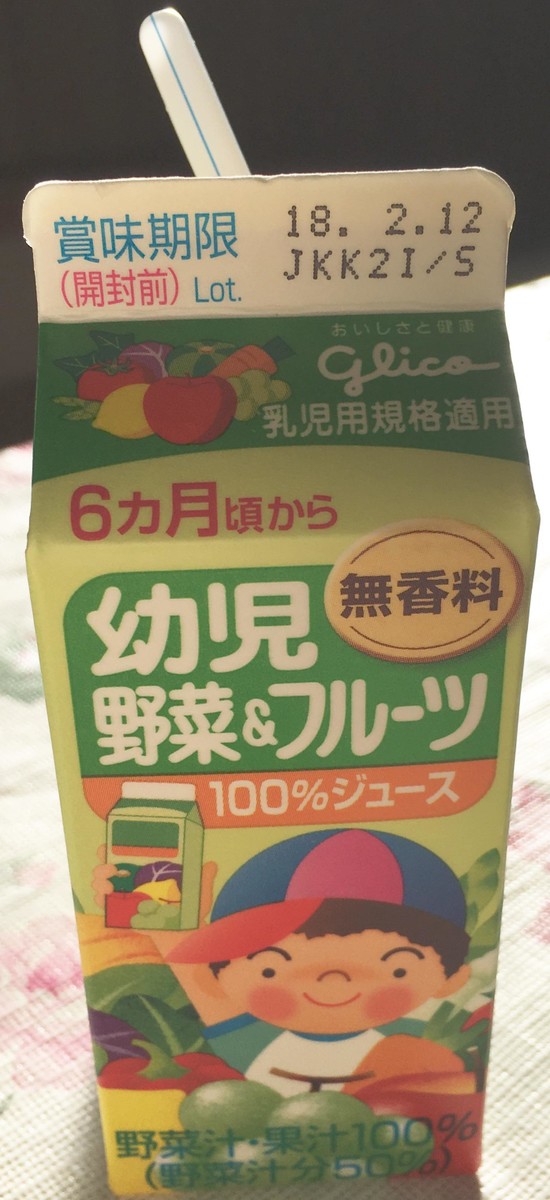 賞味期限 18. 2.12
(開封前) Lot. JKK2I/S
おいしさと健康
Glico
乳児用規格適用
6カ月頃から
無香料
幼児
野菜&フルーツ
100%ジュース
野菜汁・果汁100%
(野菜汁分50%)